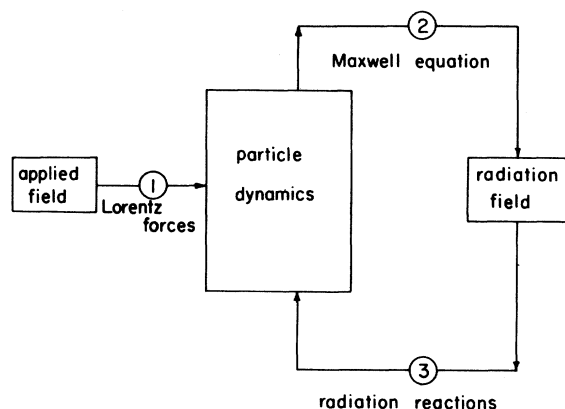 2
Maxwell equation
particle
dynamics
applied
field
1
Lorentz
forces
radiation
field
3
radiation reactions